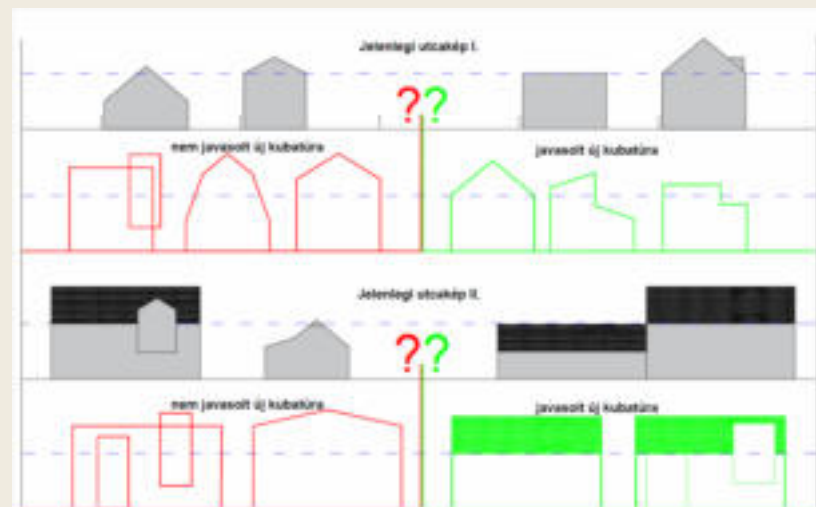 Jelenlegi utcakép I.
??
nem javasolt új kubatúra
javasolt új kubatúra
Jelenlegi utcakép II.
??
nem javasolt új kubatúra
javasolt új kubatúra